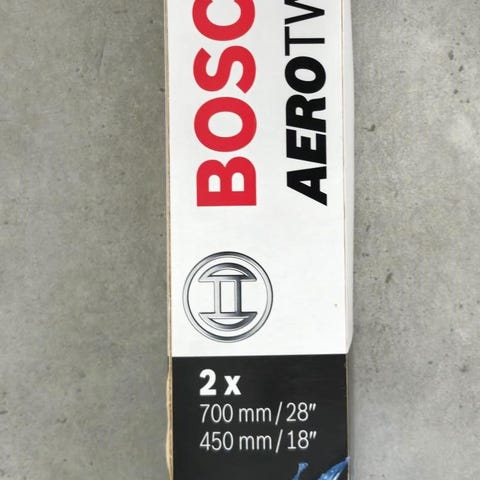 BOSC
AEROTW
2 x
700 mm / 28"
450 mm / 18"